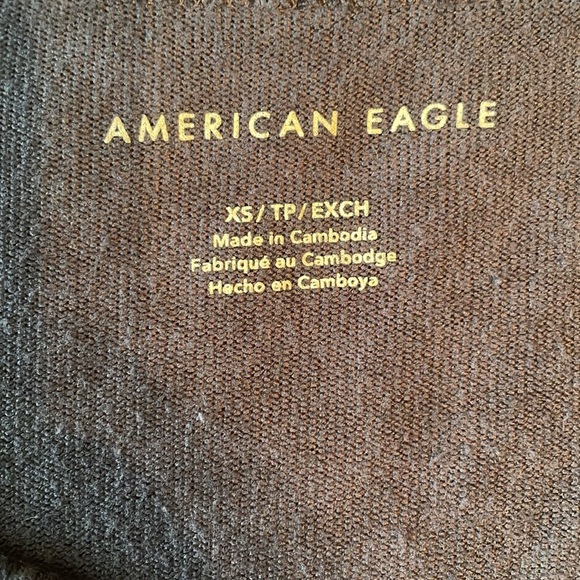 AMERICAN EAGLE
XS/TP/EXCH
Made in Cambodia
Fabriqué au Cambodge
Hecho en Camboya